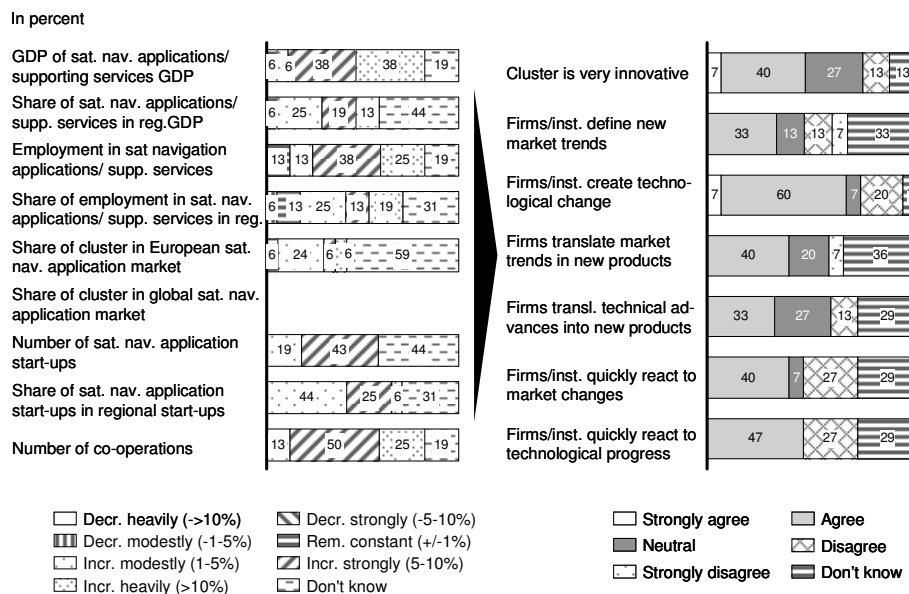 In percent
GDP of sat. nav. applications/
supporting services GDP
6 6 38 38 19
Share of sat. nav. applications/
supp. services in reg.GDP
6 25 19 13 44
Employment in sat navigation
applications/ supp. services
13 13 38 25 19
Share of employment in sat. nav.
applications/ supp. services in reg.
6 13 25 13 19 31
Share of cluster in European sat.
nav. application market
6 24 6 6 59
Share of cluster in global sat. nav.
application market
Number of sat. nav. application
start-ups
19 43 44
Share of sat. nav. application
start-ups in regional start-ups
44 25 6 31
Number of co-operations
13 50 25 19
Decr. heavily (->10%)
Decr. strongly (-5-10%)
Decr. modestly (-1-5%)
Rem. constant (+/-1%)
Incr. modestly (1-5%)
Incr. strongly (5-10%)
Incr. heavily (>10%)
Don't know
Cluster is very innovative
7 40 27 13 13
Firms/inst. define new
market trends
33 13 13 7 33
Firms/inst. create techno-
logical change
7 60 7 20
Firms translate market
trends in new products
40 20 7 36
Firms transl. technical ad-
vances into new products
33 27 13 29
Firms/inst. quickly react to
market changes
40 7 27 29
Firms/inst. quickly react to
technological progress
47 27 29
Strongly agree
Agree
Neutral
Disagree
Strongly disagree
Don't know